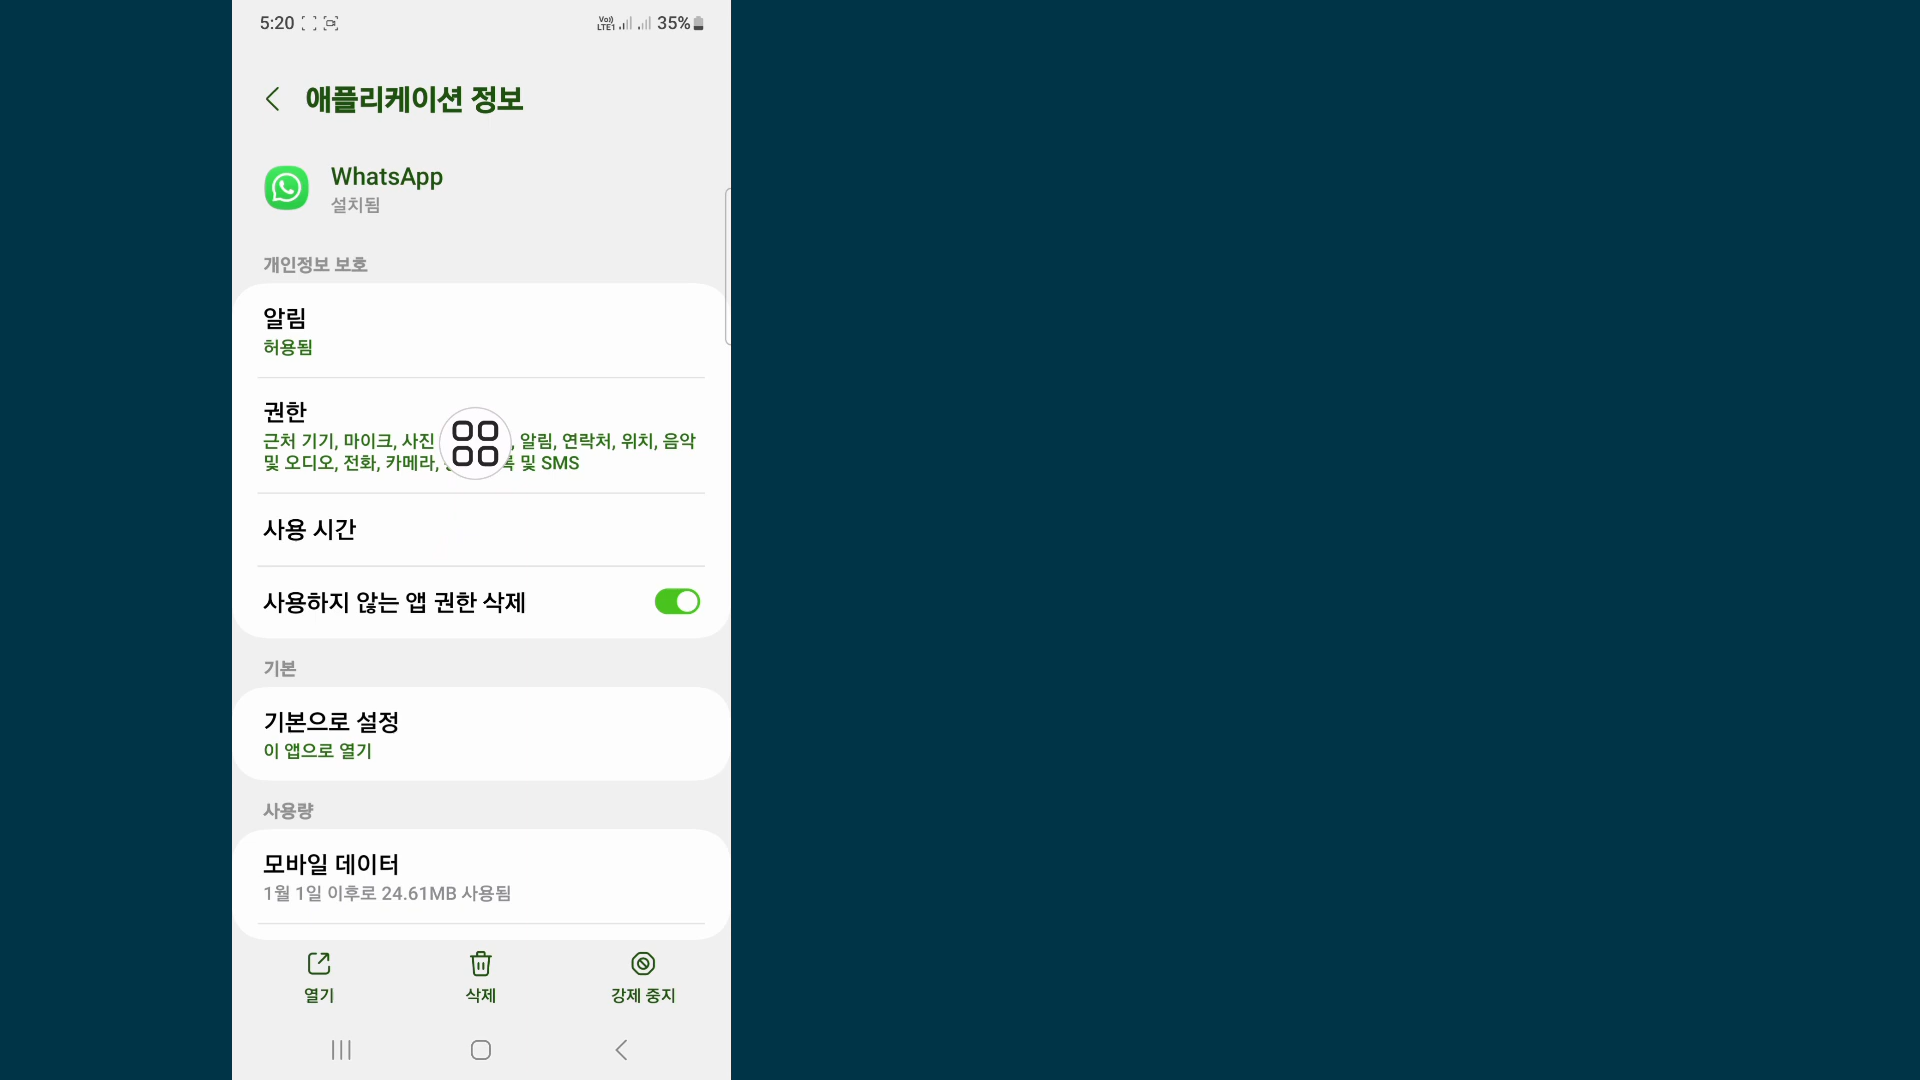 5:20
Vo)) LTE1 35%
애플리케이션 정보
WhatsApp
설치됨
개인정보 보호
알림
허용됨
권한
근처 기기, 마이크, 사진 , 알림, 연락처, 위치, 음악
및 오디오, 전화, 카메라, 및 SMS
사용 시간
사용하지 않는 앱 권한 삭제
기본
기본으로 설정
이 앱으로 열기
사용량
모바일 데이터
1월 1일 이후로 24.61MB 사용됨
열기
삭제
강제 중지